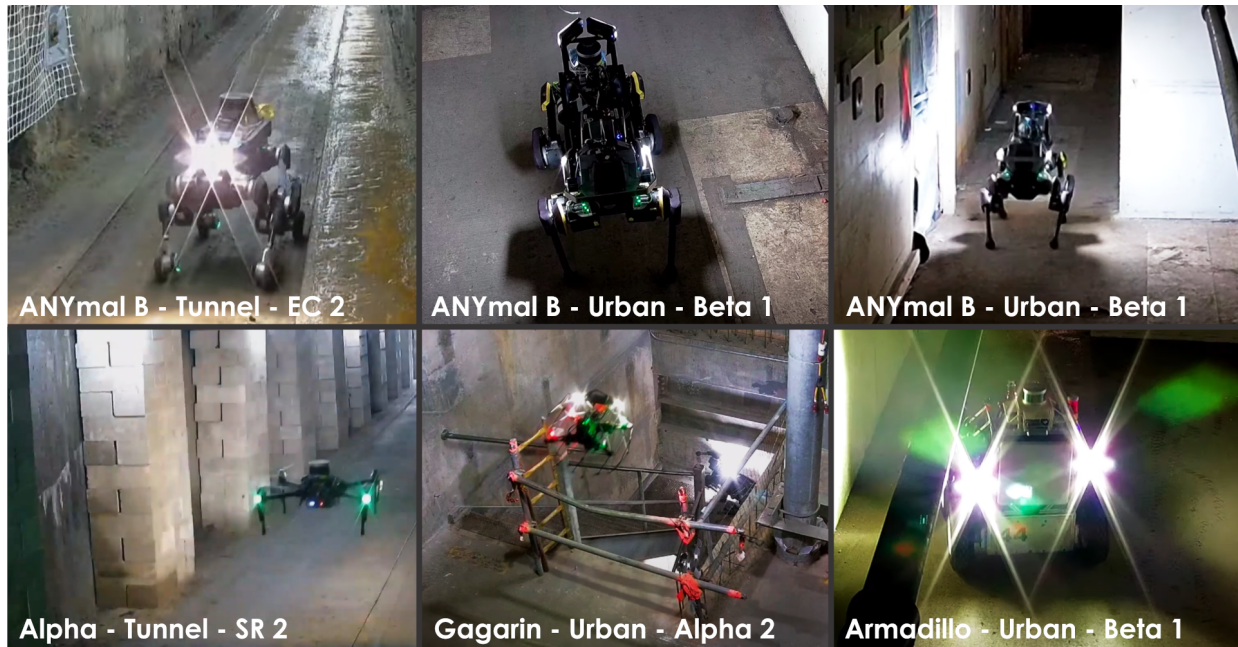 ANYmal B - Tunnel - EC 2
ANYmal B - Urban - Beta 1
ANYmal B - Urban - Beta 1
Alpha - Tunnel - SR 2
Gagarin - Urban - Alpha 2
Armadillo - Urban - Beta 1